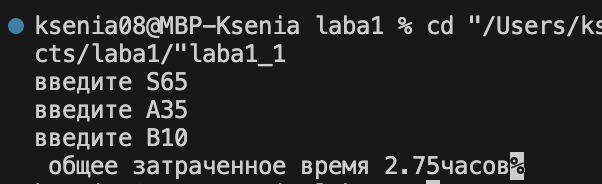 ksenia08@MBP-Ksenia laba1 % cd "/Users/ks
cts/laba1/"laba1_1
введите S65
введите A35
введите B10
общее затраченное время 2.75часов%